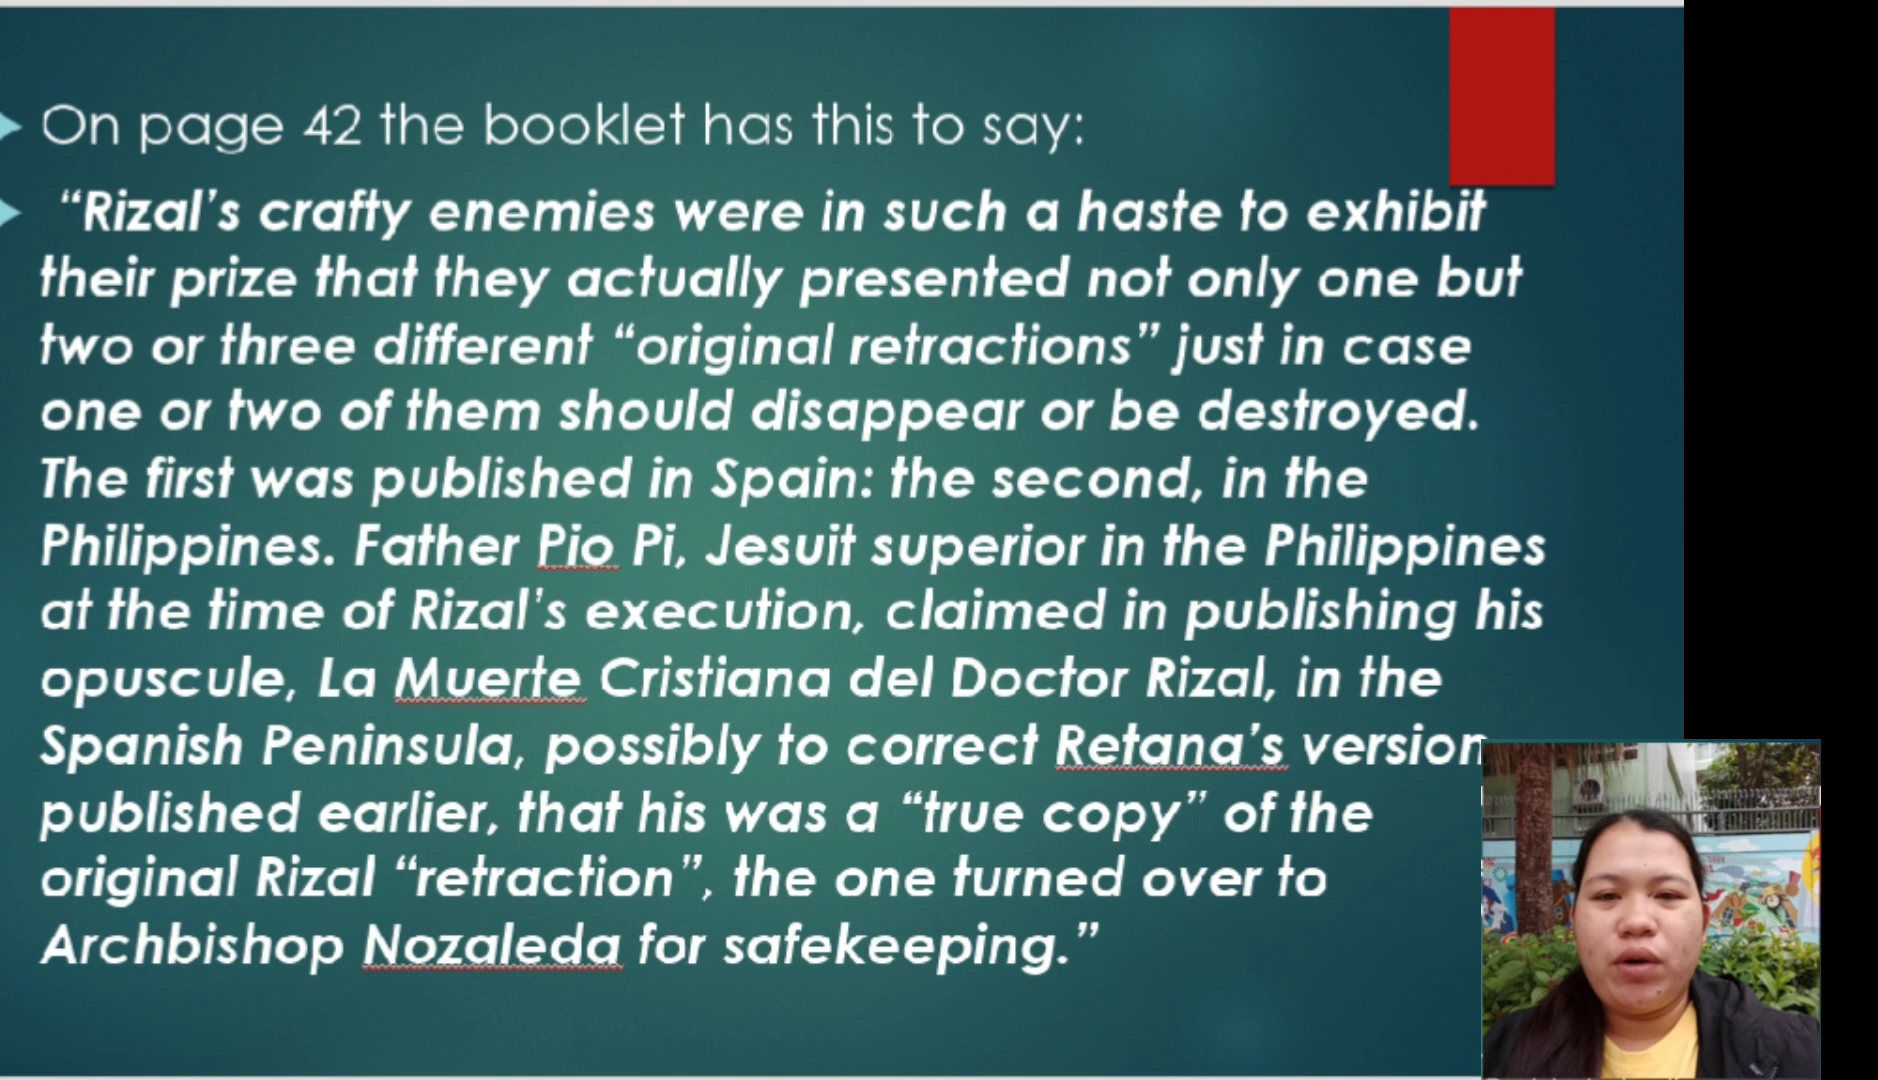 On page 42 the booklet has this to say:
“Rizal’s crafty enemies were in such a haste to exhibit
their prize that they actually presented not only one but
two or three different “original retractions” just in case
one or two of them should disappear or be destroyed.
The first was published in Spain: the second, in the
Philippines. Father Pio Pi, Jesuit superior in the Philippines
at the time of Rizal’s execution, claimed in publishing his
opuscule, La Muerte Cristiana del Doctor Rizal, in the
Spanish Peninsula, possibly to correct Retana’s version
published earlier, that his was a “true copy” of the
original Rizal “retraction”, the one turned over to
Archbishop Nozaleda for safekeeping.”